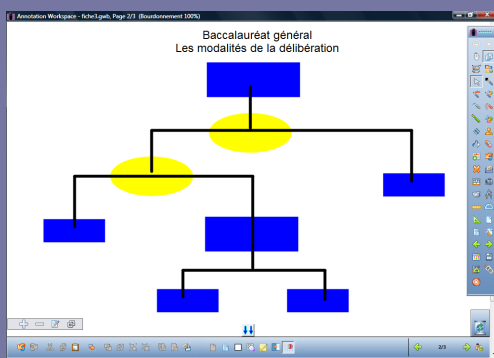 Annotation Workspace - fiche3.gwb, Page 2/3 (Bourdonnement 100%)
Baccalauréat général
Les modalités de la délibération
2/3